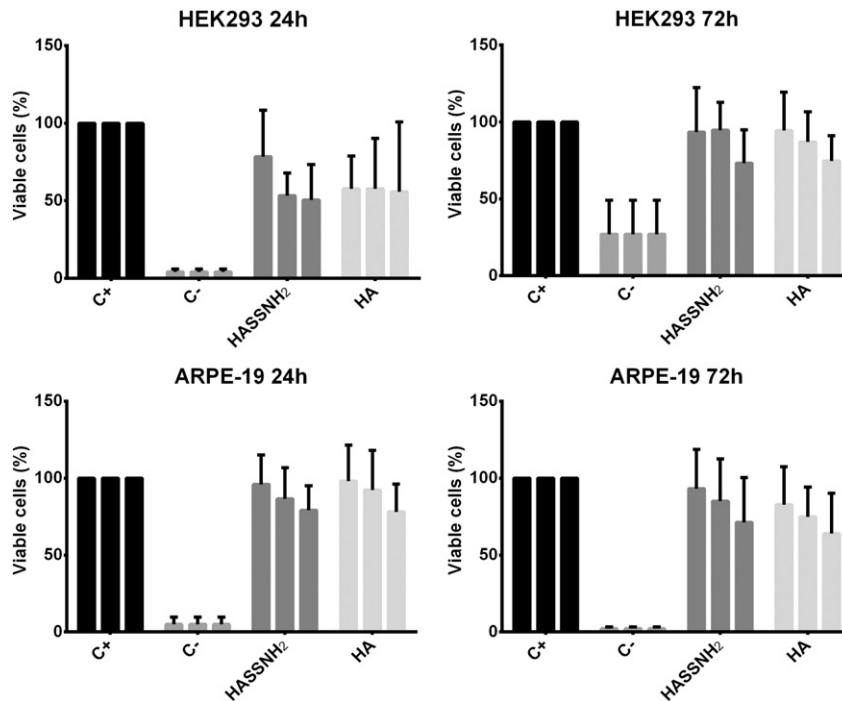 HEK293 24h
Viable cells (%)
150
100
50
0
C+
C-
HASSNH₂
HA
HEK293 72h
Viable cells (%)
150
100
50
0
C+
C-
HASSNH₂
HA
ARPE-19 24h
Viable cells (%)
150
100
50
0
C+
C-
HASSNH₂
HA
ARPE-19 72h
Viable cells (%)
150
100
50
0
C+
C-
HASSNH₂
HA